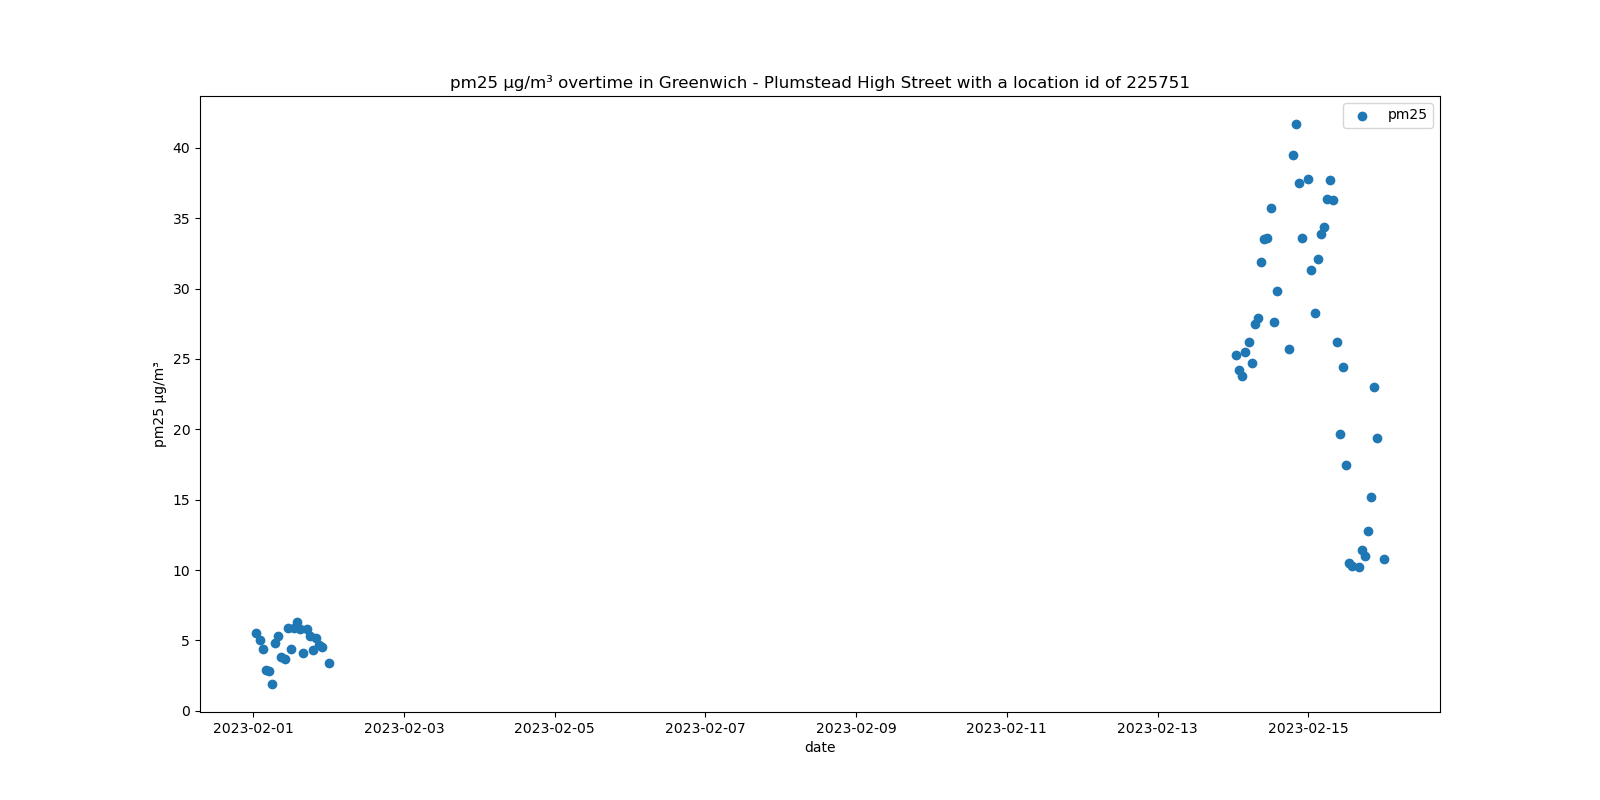 pm25 µg/m³ overtime in Greenwich - Plumstead High Street with a location id of 225751
pm25
40
35
30
25
20
15
10
5
0
pm25 µg/m³
2023-02-01 2023-02-03 2023-02-05 2023-02-07 2023-02-09 2023-02-11 2023-02-13 2023-02-15
date